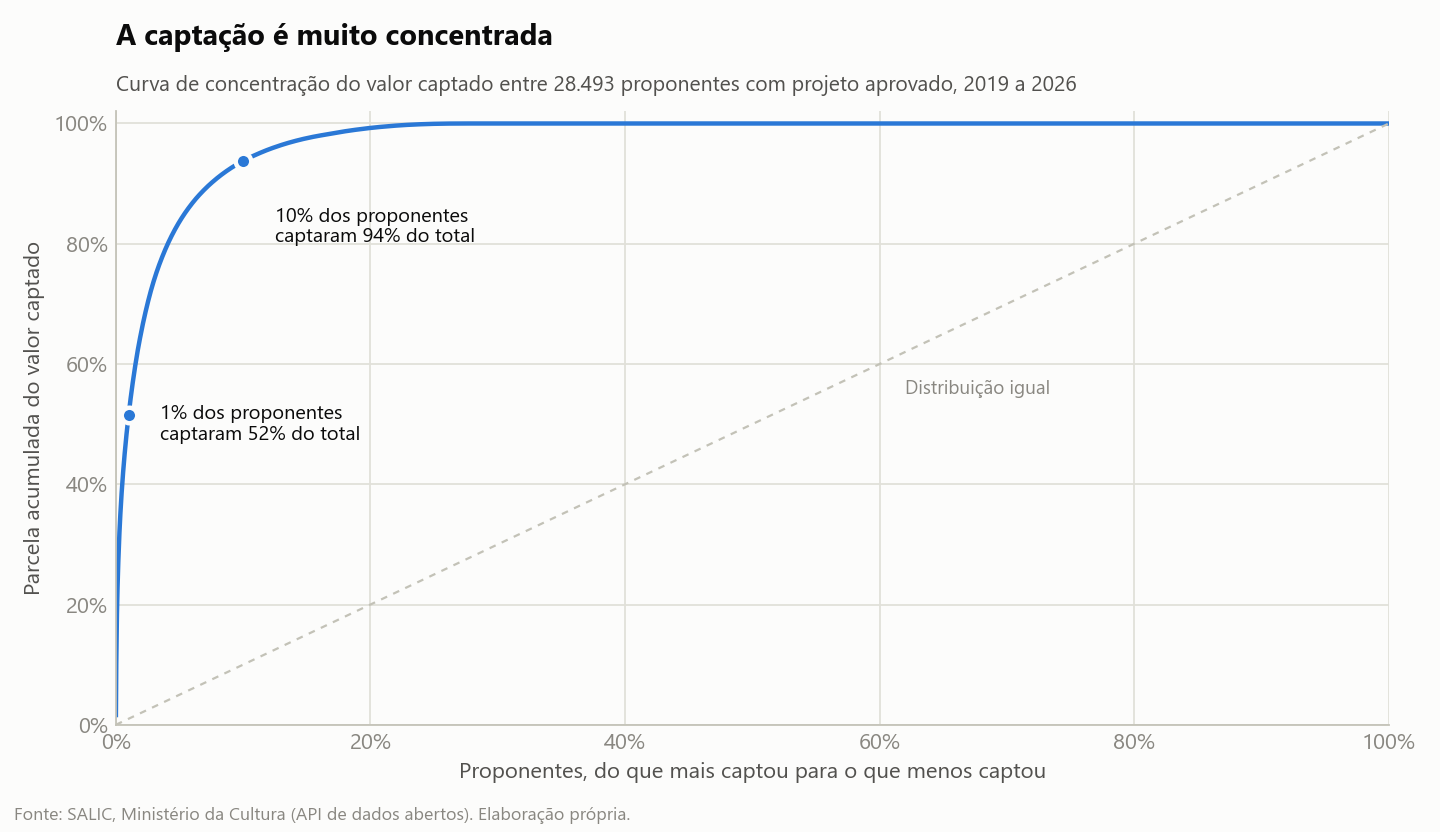 A captação é muito concentrada
Curva de concentração do valor captado entre 28.493 proponentes com projeto aprovado, 2019 a 2026
Parcela acumulada do valor captado
100%
80%
60%
40%
20%
0%
10% dos proponentes
captaram 94% do total
1% dos proponentes
captaram 52% do total
Distribuição igual
0%
20%
40%
60%
80%
100%
Proponentes, do que mais captou para o que menos captou
Fonte: SALIC, Ministério da Cultura (API de dados abertos). Elaboração própria.